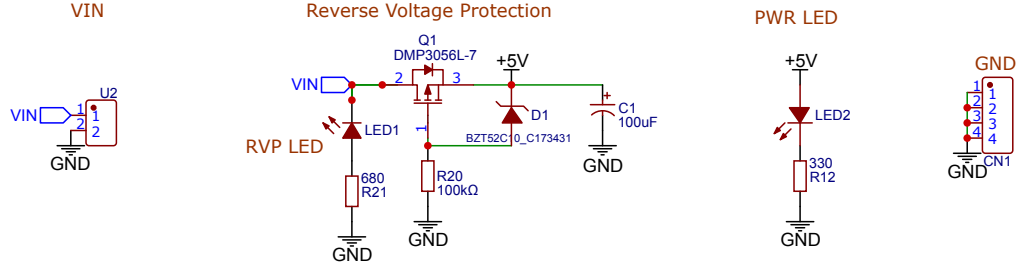 VIN
Reverse Voltage Protection
PWR LED
Q1
DMP3056L-7
U2
VIN
1
1
2
2
GND
VIN
2
3
+5V
1
D1
BZT52C10_C173431
C1
100uF
GND
RVP LED
LED1
680
R21
GND
R20
100kΩ
GND
+5V
LED2
330
R12
GND
GND
1
1
2
2
3
3
4
4
GND
CN1